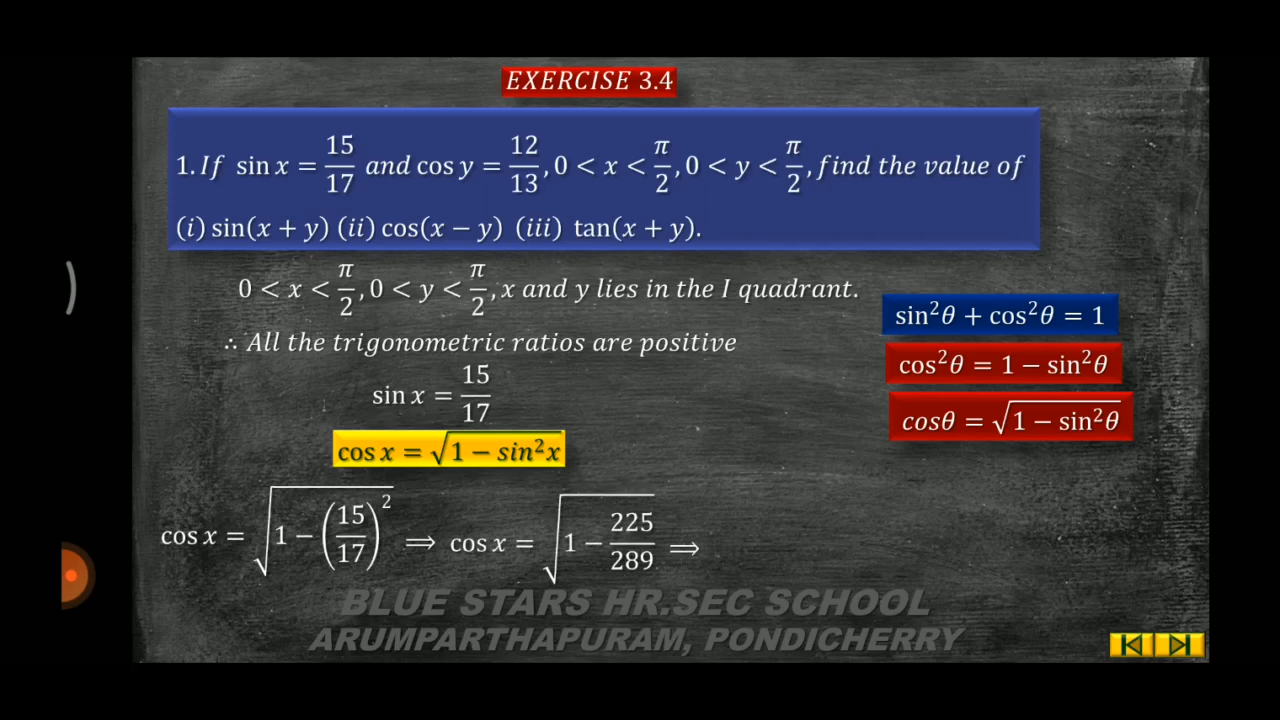 EXERCISE 3.4
1. If sin x = 15/17 and cos y = 12/13, 0 < x < π/2, 0 < y < π/2, find the value of
(i) sin(x + y) (ii) cos(x − y) (iii) tan(x + y).
0 < x < π/2, 0 < y < π/2, x and y lies in the I quadrant.
sin²θ + cos²θ = 1
∴ All the trigonometric ratios are positive
cos²θ = 1 − sin²θ
sin x = 15/17
cosθ = √(1 − sin²θ)
cos x = √(1 − sin²x)
cos x = √(1 − (15/17)²) ⟹ cos x = √(1 − 225/289) ⟹
BLUE STARS HR.SEC SCHOOL
ARUMPARTHAPURAM, PONDICHERRY